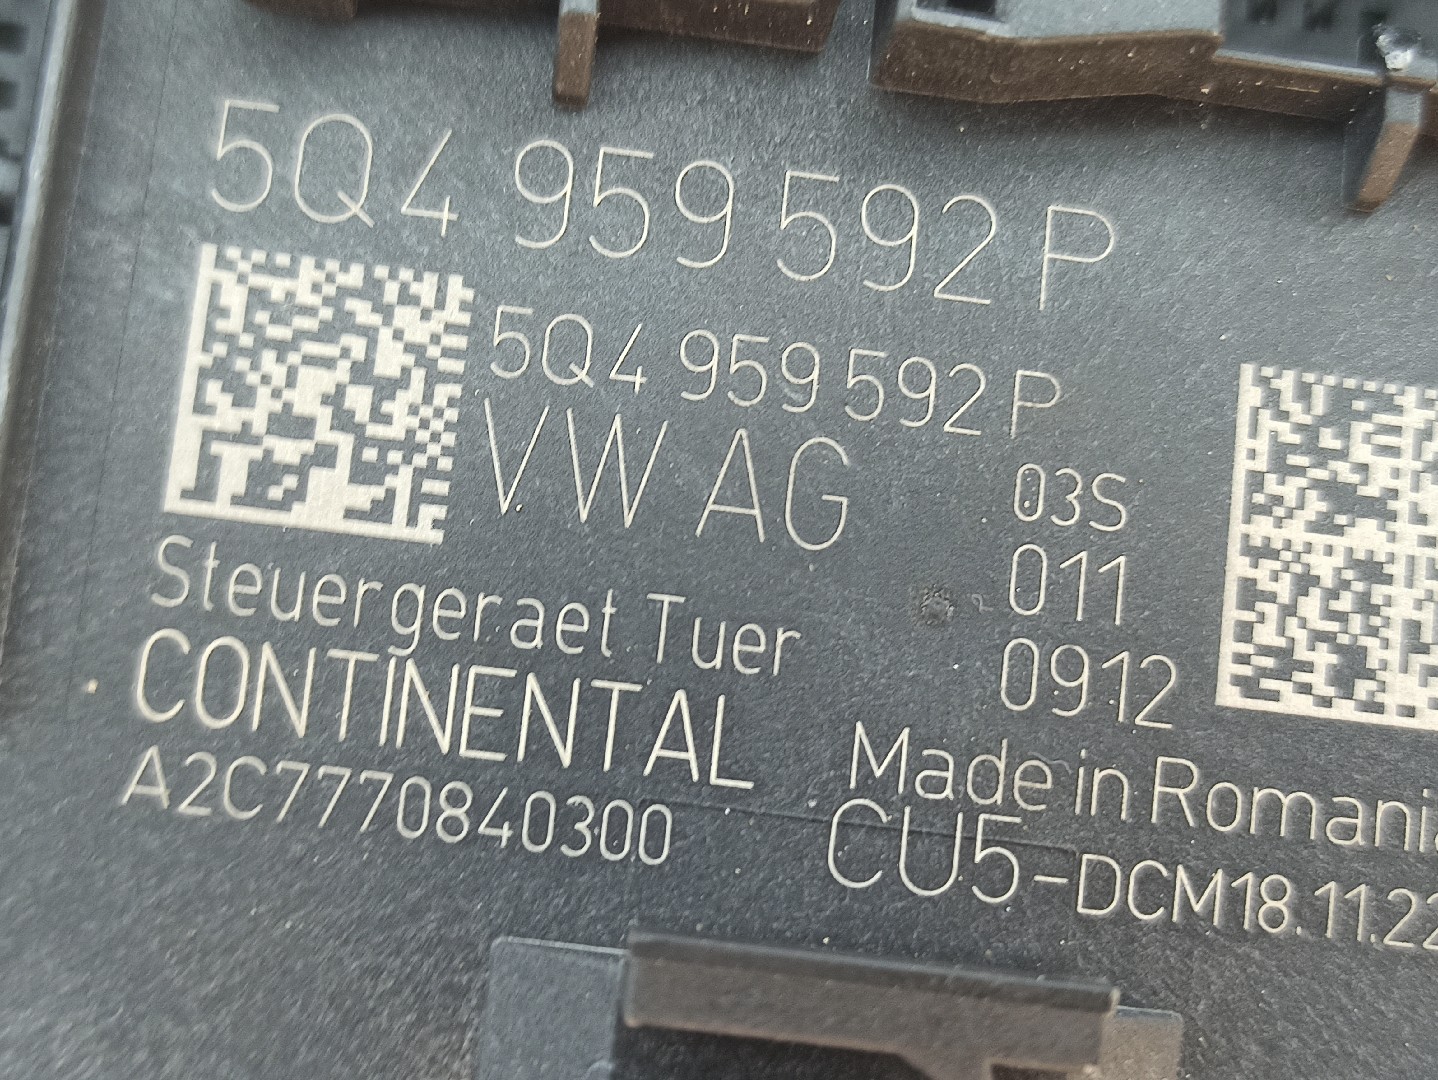 5Q4 959 592 P
5Q4 959 592 P
VW AG
03S
011
0912
Steuergeraet Tuer
CONTINENTAL
A2C7770840300
Made in Romania
CU5-DCM18.11.22